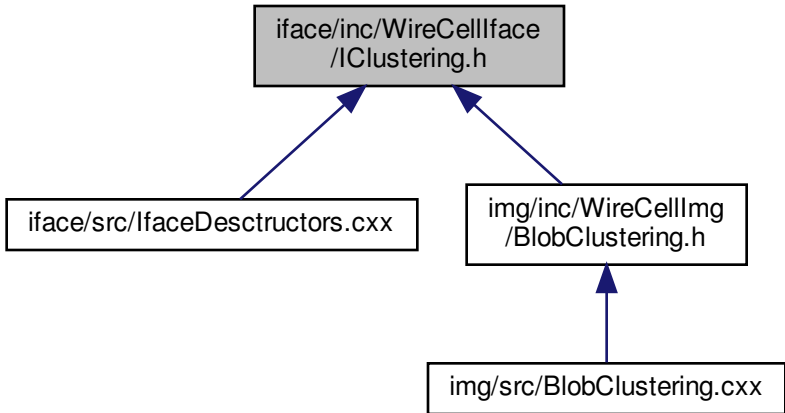 iface/inc/WireCellIface
/IClustering.h
iface/src/IfaceDesctructors.cxx
img/inc/WireCellImg
/BlobClustering.h
img/src/BlobClustering.cxx